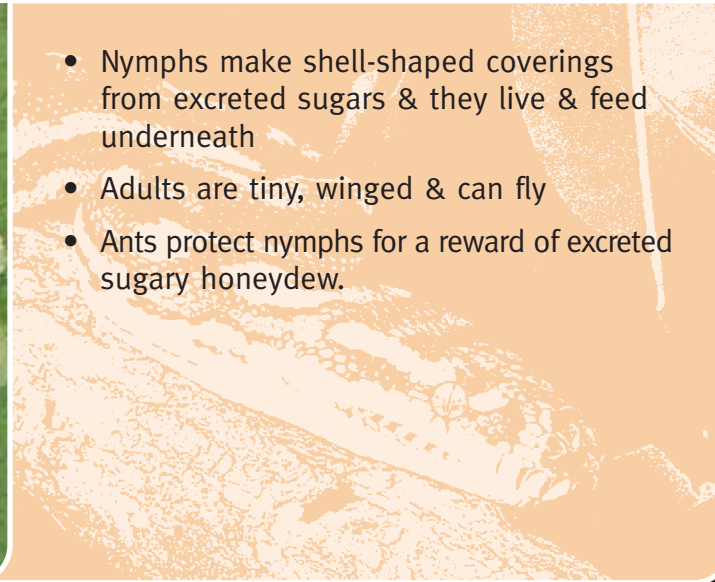 • Nymphs make shell-shaped coverings
from excreted sugars & they live & feed
underneath
• Adults are tiny, winged & can fly
• Ants protect nymphs for a reward of excreted
sugary honeydew.